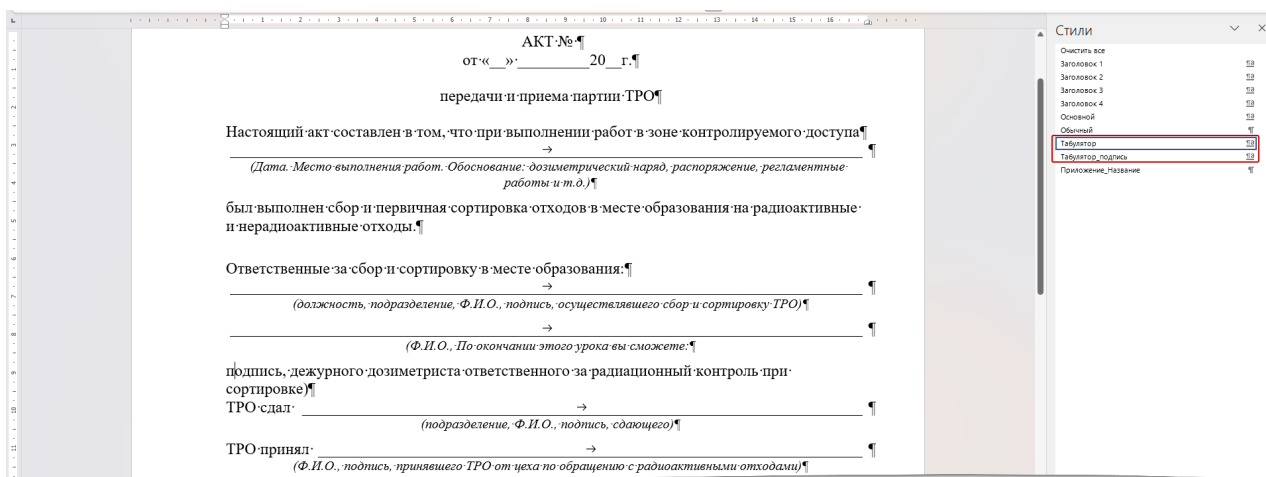 АКТ № ¶
от «__» _________20__г.¶
передачи и приема партии ТРО¶
Настоящий акт составлен в том, что при выполнении работ в зоне контролируемого доступа¶
→ ¶
(Дата. Место выполнения работ. Обоснование: дозиметрический наряд, распоряжение, регламентные
работы и т.д.)¶
был выполнен сбор и первичная сортировка отходов в месте образования на радиоактивные
и нерадиоактивные отходы.¶
Ответственные за сбор и сортировку в месте образования:¶
→ ¶
(должность, подразделение, Ф.И.О., подпись, осуществлявшего сбор и сортировку ТРО)¶
→ ¶
(Ф.И.О., По окончании этого урока вы сможете:¶
подпись, дежурного дозиметриста ответственного за радиационный контроль при
сортировке)¶
ТРО сдал → ¶
(подразделение, Ф.И.О., подпись, сдающего)¶
ТРО принял → ¶
(Ф.И.О., подпись, принявшего ТРО от цеха по обращению с радиоактивными отходами)¶
Стили
Очистить все
Заголовок 1
Заголовок 2
Заголовок 3
Заголовок 4
Основной
Обычный
Табулятор
Табулятор_подпись
Приложение_Название